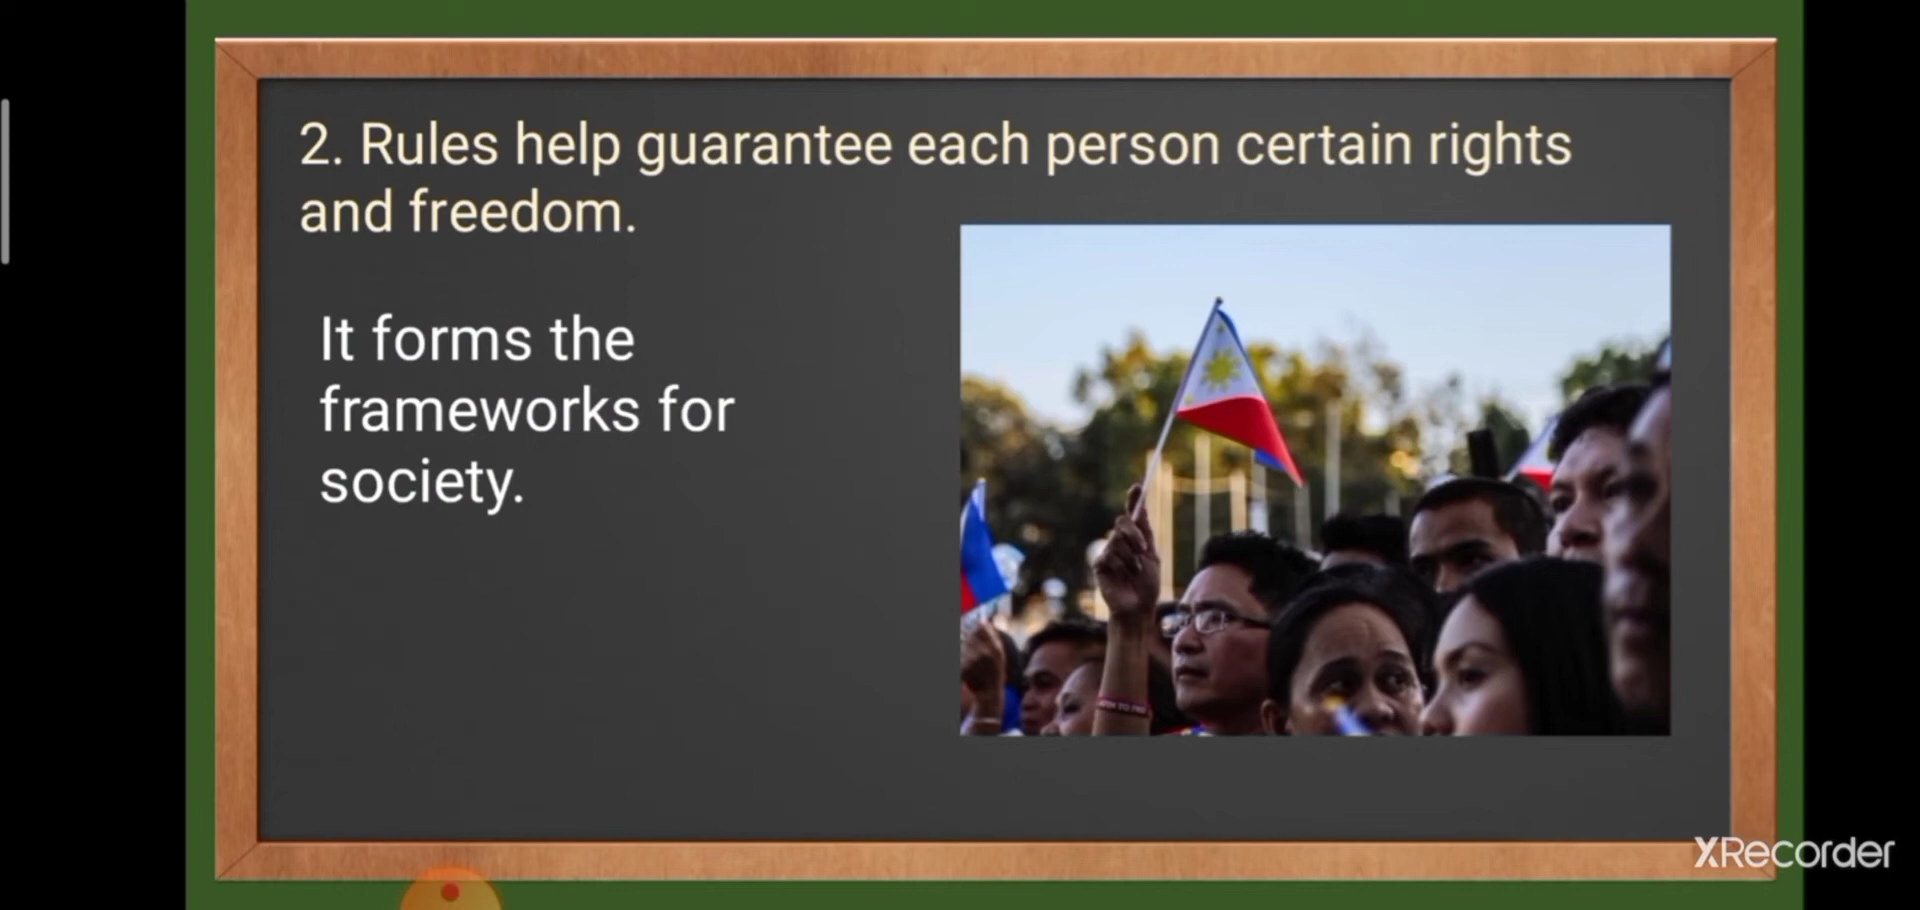 2. Rules help guarantee each person certain rights
and freedom.
It forms the
frameworks for
society.
XRecorder